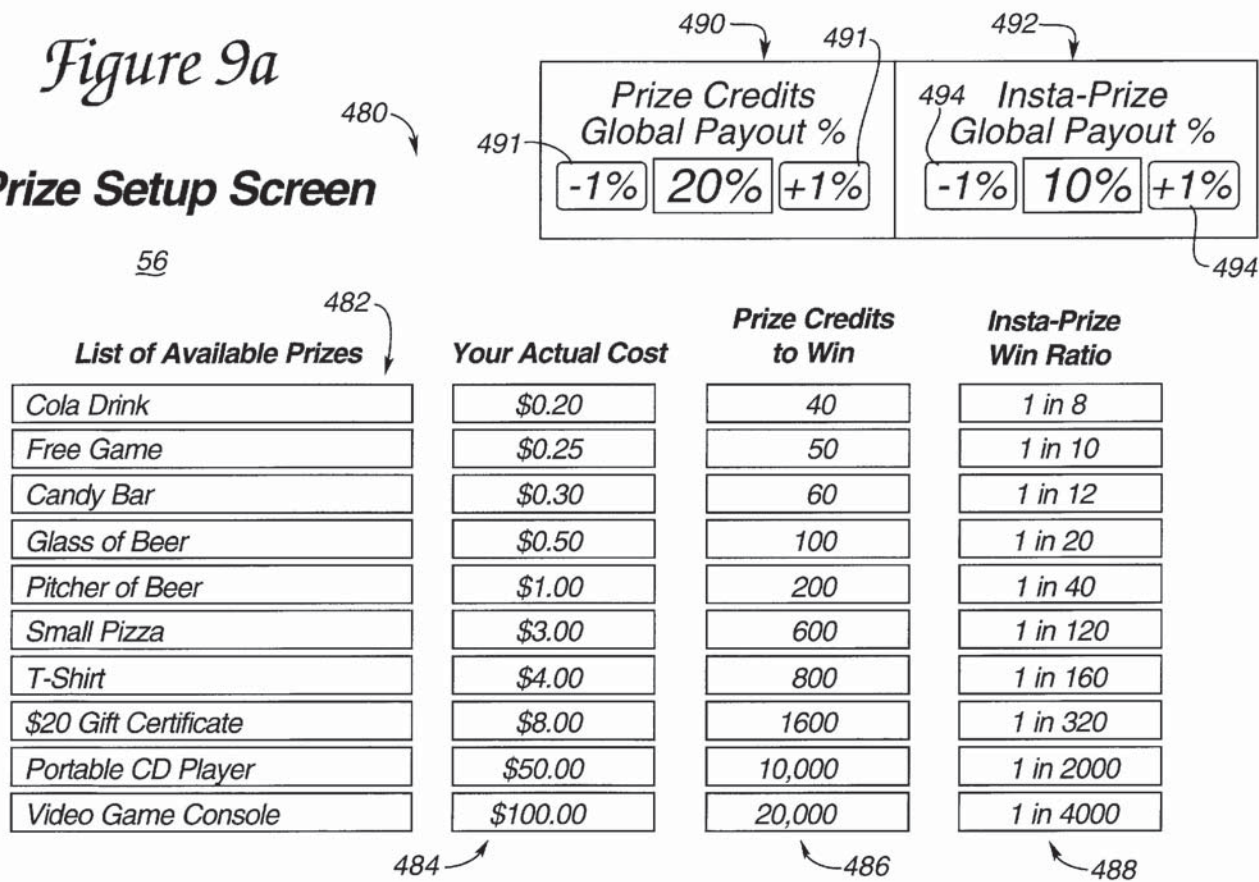 Figure 9a
490
491
492
480
491
Prize Credits
Global Payout %
-1% 20% +1%
494
Insta-Prize
Global Payout %
-1% 10% +1%
494
Prize Setup Screen
56
482
List of Available Prizes Your Actual Cost Prize Credits to Win Insta-Prize Win Ratio
Cola Drink $0.20 40 1 in 8
Free Game $0.25 50 1 in 10
Candy Bar $0.30 60 1 in 12
Glass of Beer $0.50 100 1 in 20
Pitcher of Beer $1.00 200 1 in 40
Small Pizza $3.00 600 1 in 120
T-Shirt $4.00 800 1 in 160
$20 Gift Certificate $8.00 1600 1 in 320
Portable CD Player $50.00 10,000 1 in 2000
Video Game Console $100.00 20,000 1 in 4000
484 486 488